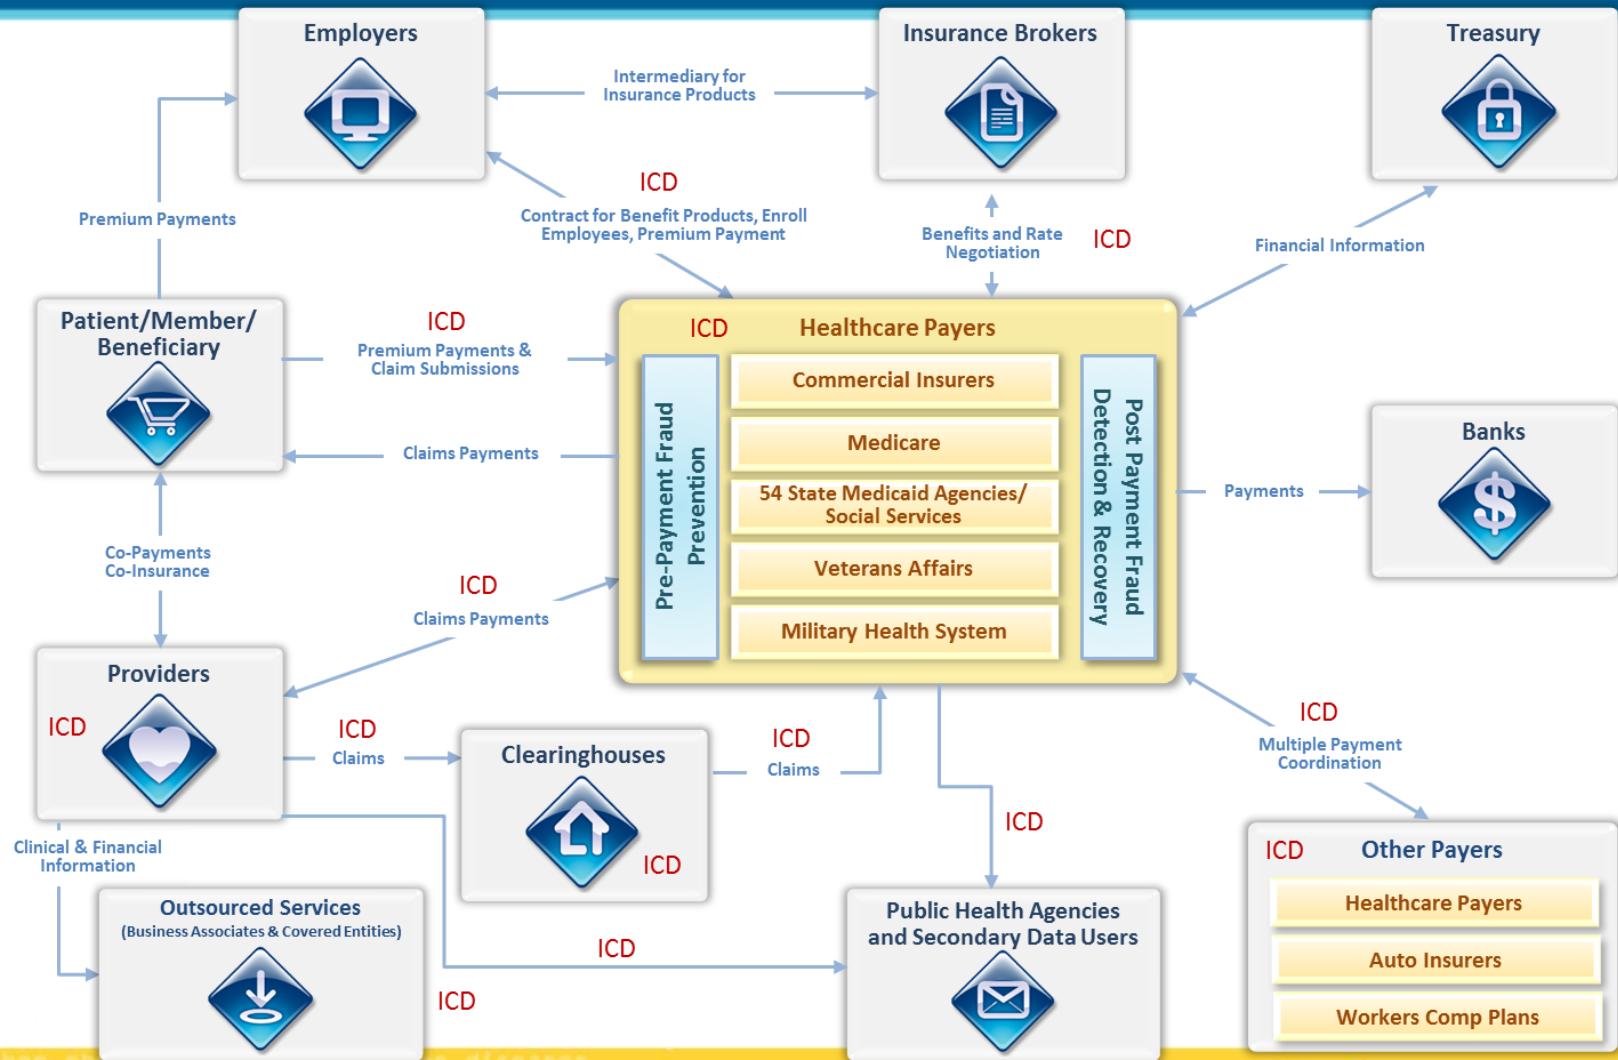 Employers
Insurance Brokers
Treasury
Intermediary for
Insurance Products
ICD
Premium Payments
Contract for Benefit Products, Enroll
Employees, Premium Payment
Benefits and Rate
Negotiation
ICD
Financial Information
Patient/Member/
Beneficiary
ICD
Premium Payments &
Claim Submissions
Claims Payments
ICD
Healthcare Payers
Pre-Payment Fraud
Prevention
Commercial Insurers
Medicare
54 State Medicaid Agencies/
Social Services
Veterans Affairs
Military Health System
Post Payment Fraud
Detection & Recovery
Payments
Banks
Co-Payments
Co-Insurance
ICD
Claims Payments
Providers
ICD
ICD
Claims
Clearinghouses
ICD
ICD
Claims
ICD
Multiple Payment
Coordination
ICD
Clinical & Financial
Information
Outsourced Services
(Business Associates & Covered Entities)
ICD
ICD
Public Health Agencies
and Secondary Data Users
ICD
Other Payers
Healthcare Payers
Auto Insurers
Workers Comp Plans